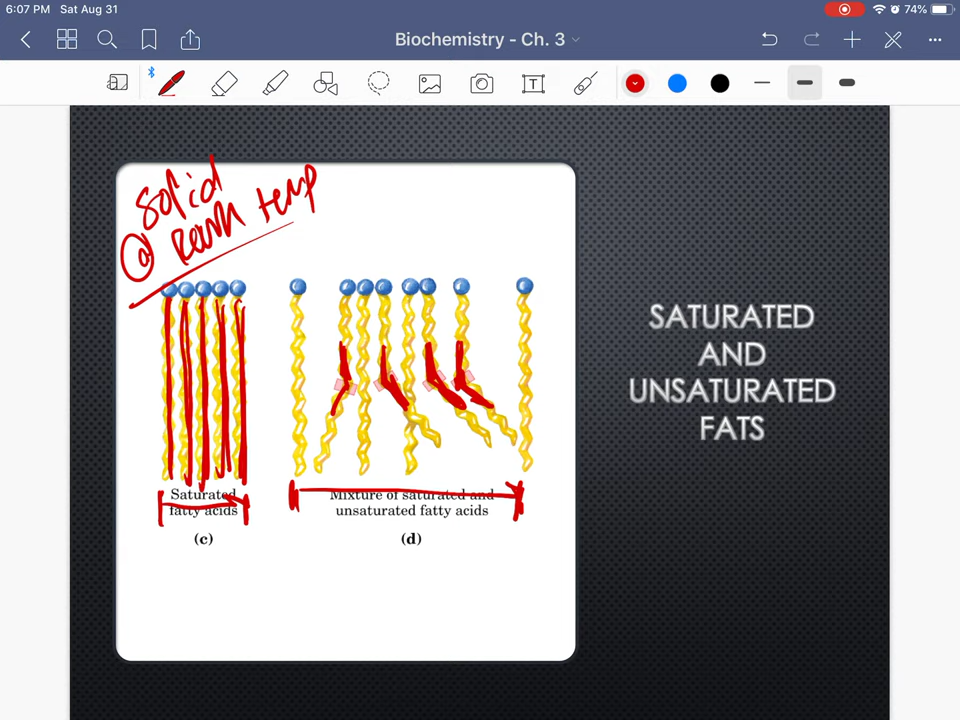 6:07 PM Sat Aug 31
74%
Biochemistry - Ch. 3
T
Solid
@ Room temp
SATURATED
AND
UNSATURATED
FATS
Saturated
fatty acids
(c)
Mixture of saturated and
unsaturated fatty acids
(d)